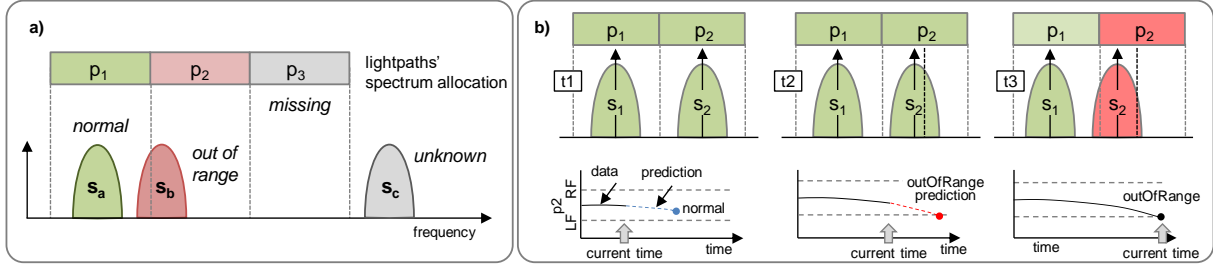 a)
p1 p2 p3
lightpaths'
spectrum allocation
missing
normal
out of
range
unknown
sa sb sc
frequency
b)
p1 p2
t1
s1 s2
data prediction
RF
p2
LF
normal
current time
time
p1 p2
t2
s1 s2
outOfRange
prediction
current time
time
p1 p2
t3
s1 s2
outOfRange
time
current time